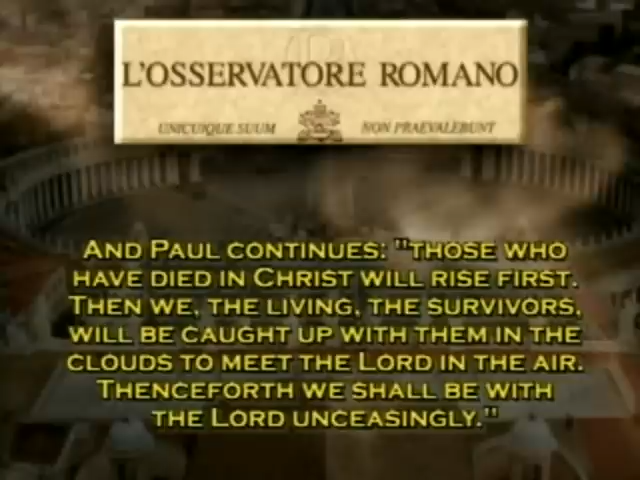 L'OSSERVATORE ROMANO
UNICUIQUE SUUM NON PRAEVALEBUNT
AND PAUL CONTINUES: "THOSE WHO
HAVE DIED IN CHRIST WILL RISE FIRST.
THEN WE, THE LIVING, THE SURVIVORS,
WILL BE CAUGHT UP WITH THEM IN THE
CLOUDS TO MEET THE LORD IN THE AIR.
THENCEFORTH WE SHALL BE WITH
THE LORD UNCEASINGLY."